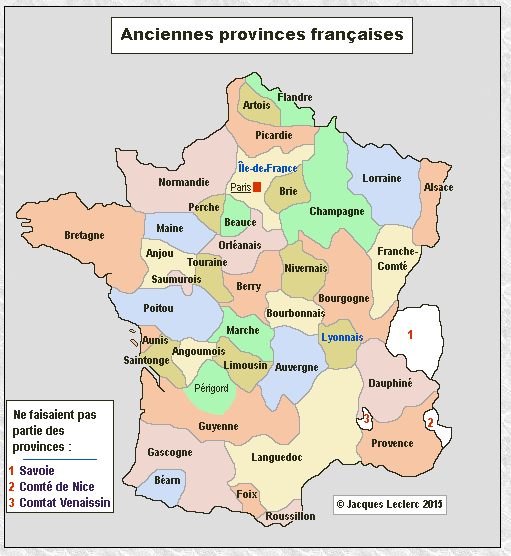 Anciennes provinces françaises
Flandre
Artois
Picardie
Île-de-France
Normandie
Paris
Brie
Lorraine
Alsace
Perche
Beauce
Champagne
Maine
Bretagne
Orléanais
Anjou
Touraine
Franche-
Comté
Saumurois
Nivernais
Berry
Bourgogne
Poitou
Bourbonnais
Marche
Lyonnais
1
Aunis
Angoumois
Saintonge
Limousin
Auvergne
Périgord
Dauphiné
Guyenne
3
2
Provence
Gascogne
Languedoc
Béarn
Foix
Roussillon
Ne faisaient pas
partie des
provinces :
1 Savoie
2 Comté de Nice
3 Comtat Venaissin
© Jacques Leclerc 2015